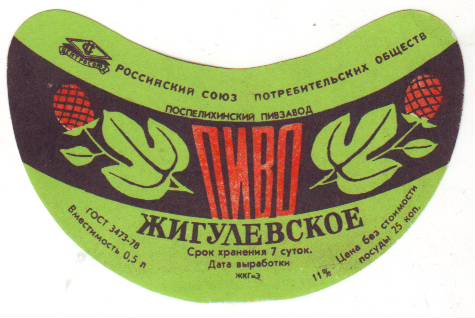 РОССИЙСКИЙ СОЮЗ ПОТРЕБИТЕЛЬСКИХ ОБЩЕСТВ
ПОСПЕЛИХИНСКИЙ ПИВЗАВОД
ПИВО
ЖИГУЛЕВСКОЕ
ГОСТ 3473-78
Вместимость 0,5 л
Срок хранения 7 суток.
Дата выработки
11% Цена без стоимости
посуды 25 коп.